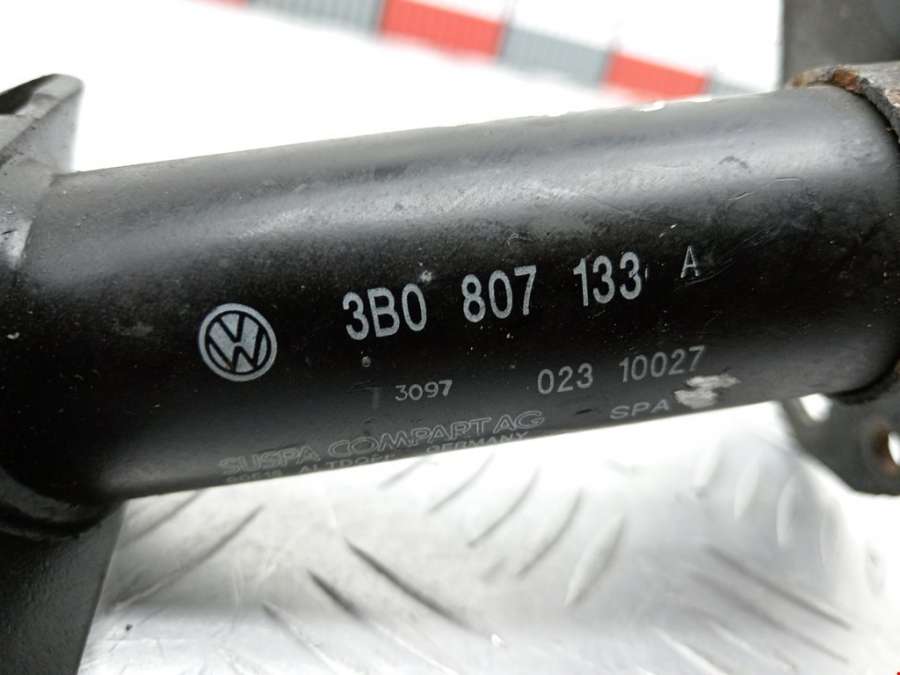 3B0 807 133 A
3097 023 10027
SUSPA COMPART AG SPA
ALTDORF GERMANY